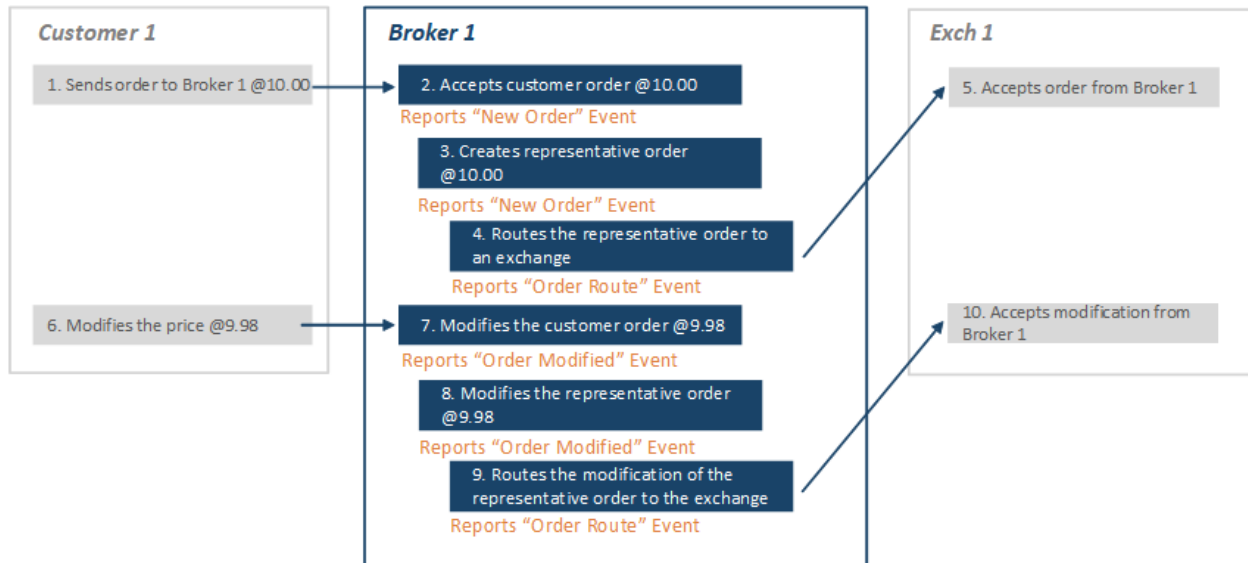 Customer 1
1. Sends order to Broker 1 @10.00
6. Modifies the price @9.98
Broker 1
2. Accepts customer order @10.00
Reports “New Order” Event
3. Creates representative order
@10.00
Reports “New Order” Event
4. Routes the representative order to
an exchange
Reports “Order Route” Event
7. Modifies the customer order @9.98
Reports “Order Modified” Event
8. Modifies the representative order
@9.98
Reports “Order Modified” Event
9. Routes the modification of the
representative order to the exchange
Reports “Order Route” Event
Exch 1
5. Accepts order from Broker 1
10. Accepts modification from
Broker 1